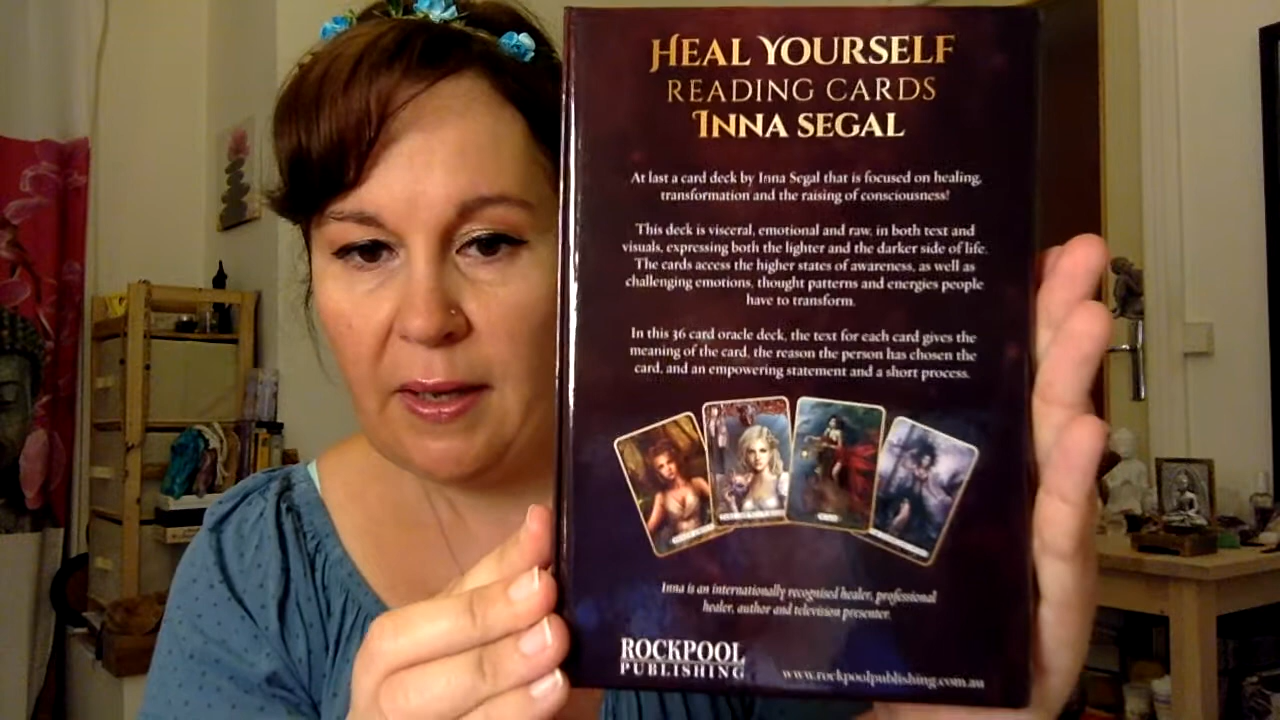 HEAL YOURSELF
READING CARDS
INNA SEGAL
At last a card deck by Inna Segal that is focused on healing,
transformation and the raising of consciousness!
This deck is visceral, emotional and raw, in both text and
visuals, expressing both the lighter and the darker side of life.
The cards access the higher states of awareness, as well as
challenging emotions, thought patterns and energies people
have to transform.
In this 36 card oracle deck, the text for each card gives the
meaning of the card, the reason the person has chosen the
card, and an empowering statement and a short process.
Inna is an internationally recognised healer, professional
healer, author and television presenter.
ROCKPOOL
PUBLISHING
www.rockpoolpublishing.com.au